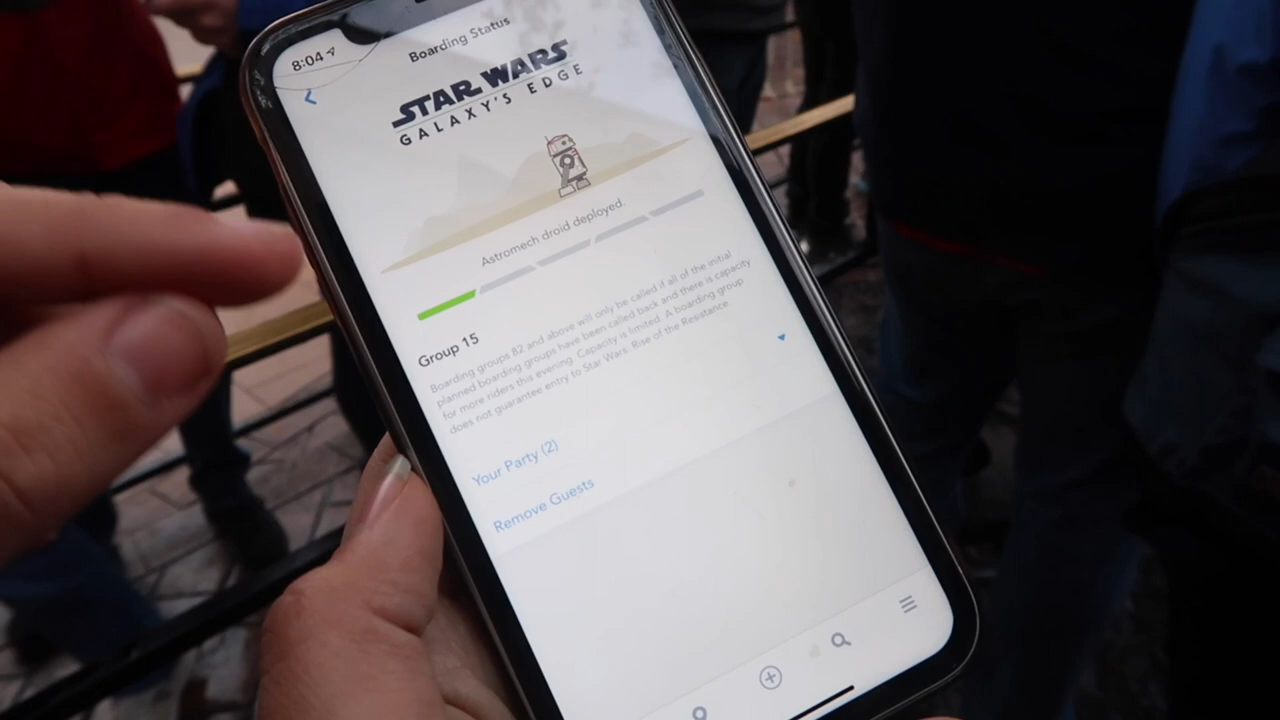 8:04
Boarding Status
STAR WARS
GALAXY'S EDGE
Astromech droid deployed.
Group 15
Boarding groups 82 and above will only be called if all of the initial
planned boarding groups have been called back and there is capacity
for more riders this evening. Capacity is limited. A boarding group
does not guarantee entry to Star Wars: Rise of the Resistance.
Your Party (2)
Remove Guests